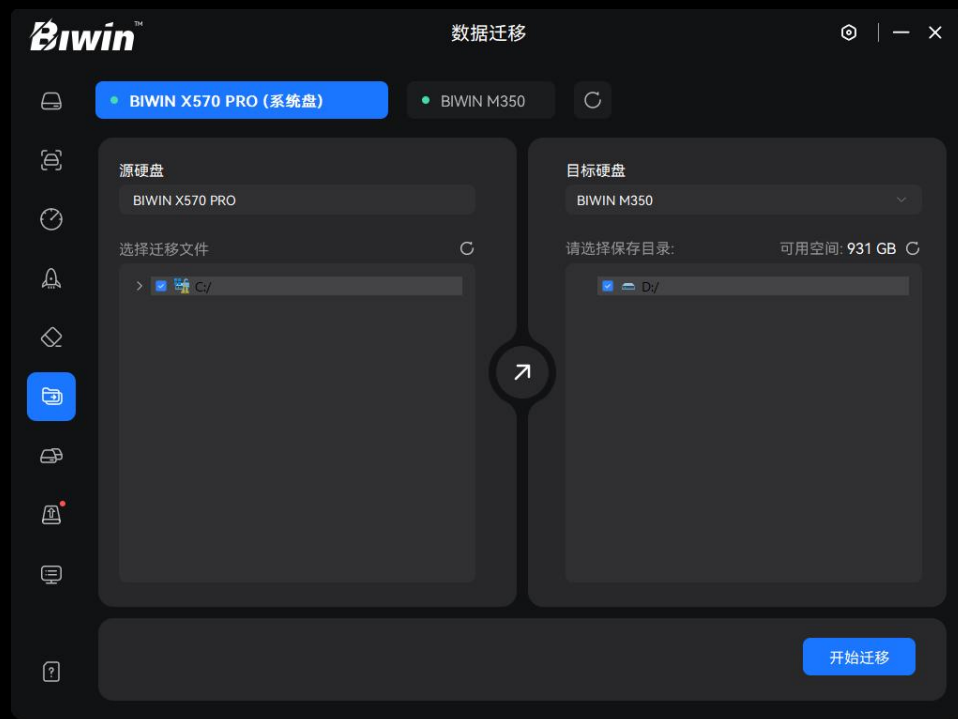 Biwin™
数据迁移
BIWIN X570 PRO (系统盘)
BIWIN M350
源硬盘
BIWIN X570 PRO
选择迁移文件
C:/
目标硬盘
BIWIN M350
请选择保存目录:
可用空间: 931 GB
D:/
开始迁移